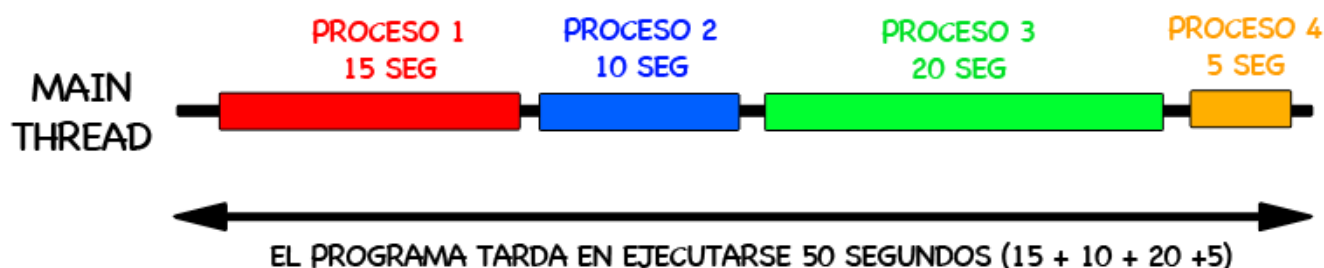 PROCESO 1
15 SEG
PROCESO 2
10 SEG
PROCESO 3
20 SEG
PROCESO 4
5 SEG
MAIN
THREAD
EL PROGRAMA TARDA EN EJECUTARSE 50 SEGUNDOS (15 + 10 + 20 +5)